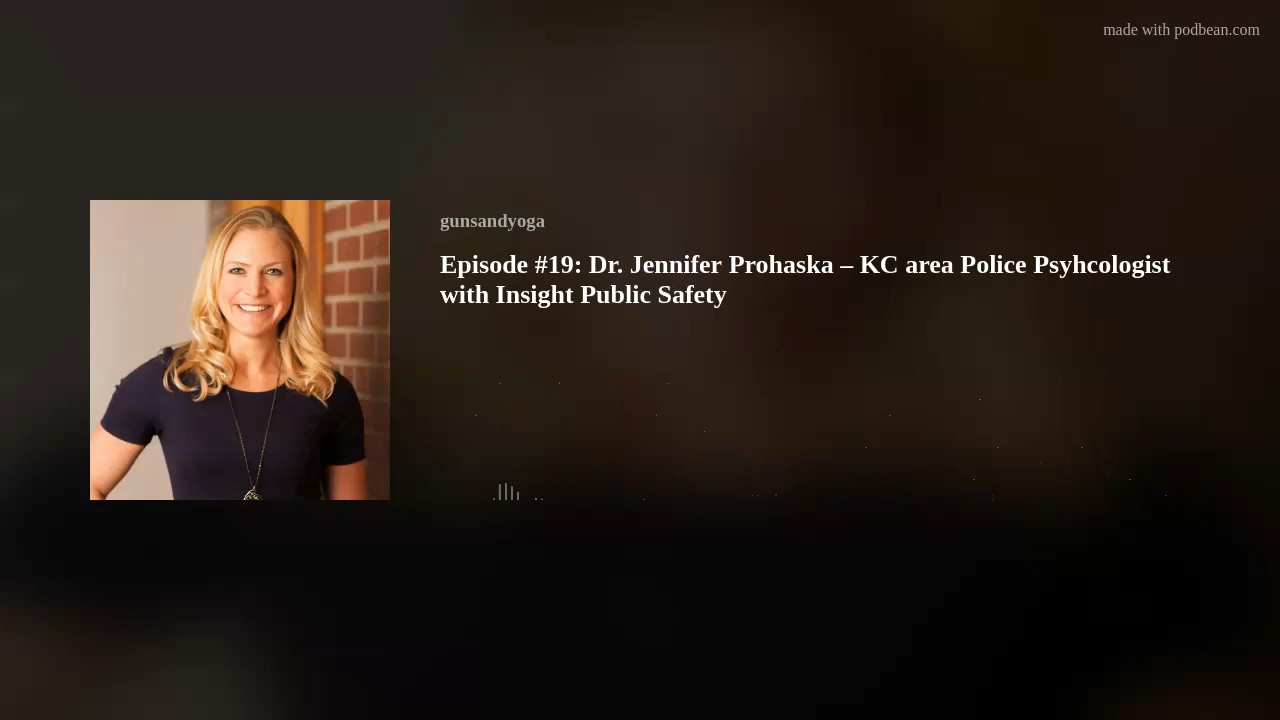 made with podbean.com
gunsandyoga
Episode #19: Dr. Jennifer Prohaska – KC area Police Psyhcologist
with Insight Public Safety